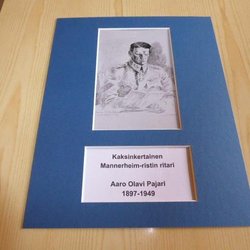 Kaksinkertainen
Mannerheim-ristin ritari
Aaro Olavi Pajari
1897-1949